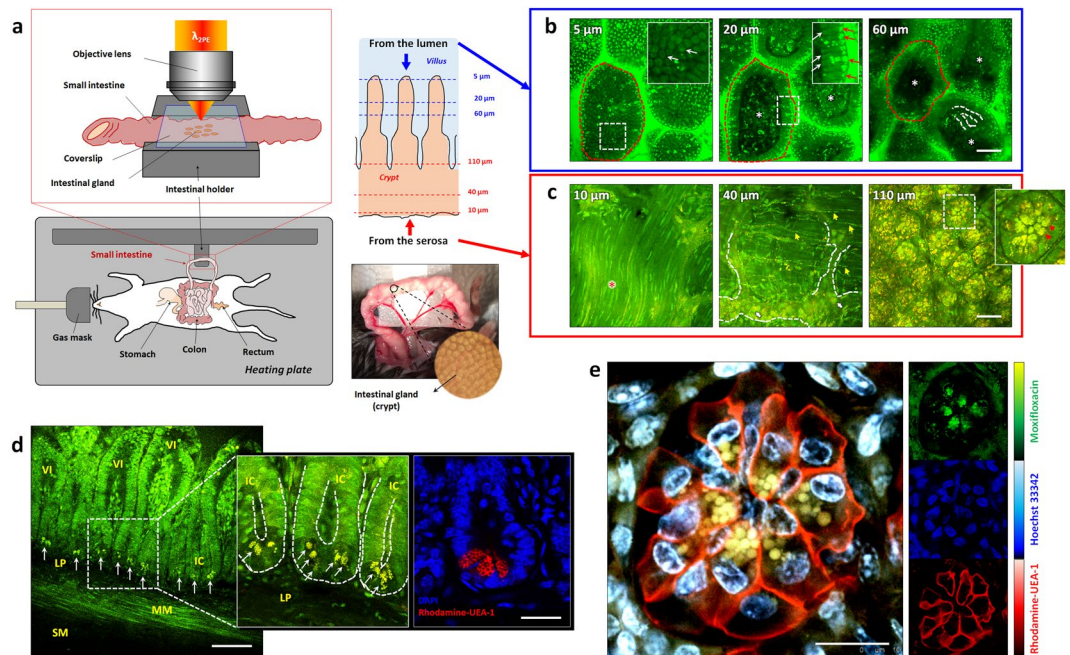 a
λ2PE
Objective lens
Small intestine
Coverslip
Intestinal gland
Intestinal holder
Small intestine
Gas mask
Stomach
Colon
Rectum
Heating plate
From the lumen
Villus
5 μm
20 μm
60 μm
110 μm
Crypt
40 μm
10 μm
From the serosa
Intestinal gland
(crypt)
b
5 μm
20 μm
60 μm
*
*
*
*
*
c
10 μm
40 μm
110 μm
*
d
VI
VI
VI
LP
IC
MM
SM
IC
IC
IC
LP
Rhodamine-UEA-1
e
Moxifloxacin
Hoechst 33342
Rhodamine-UEA-1